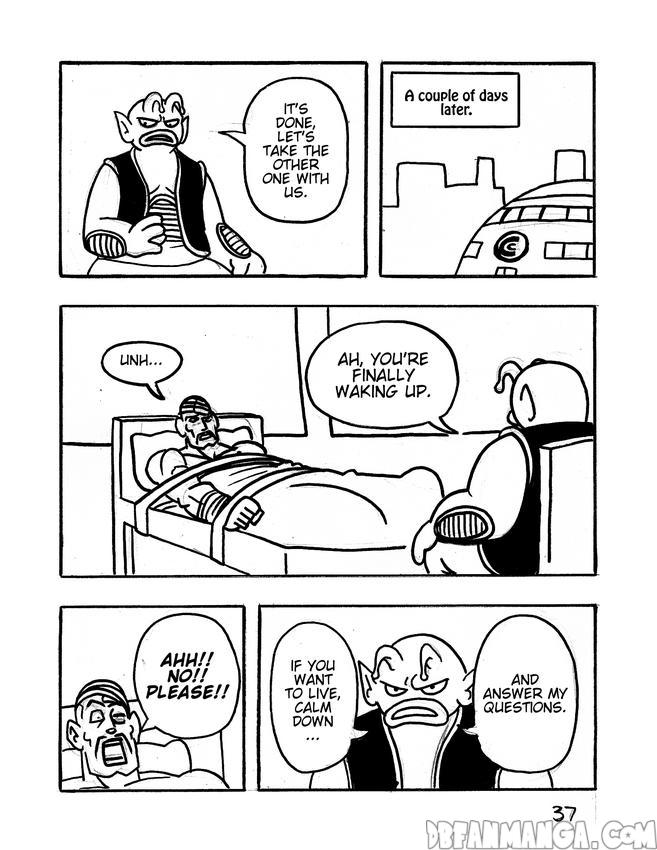 IT'S
DONE,
LET'S
TAKE THE
OTHER
ONE WITH
US.
A couple of days
later.
UNH...
AH, YOU'RE
FINALLY
WAKING UP.
AHH!!
NO!!
PLEASE!!
IF YOU
WANT
TO LIVE,
CALM
DOWN
...
AND
ANSWER MY
QUESTIONS.
37
DBFANMANGA.COM